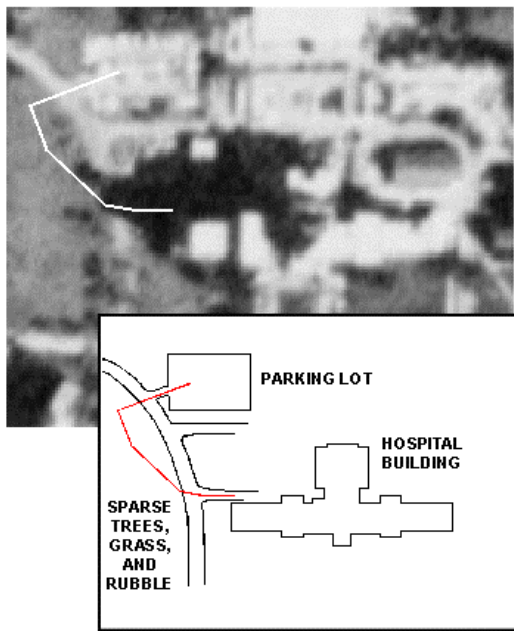 PARKING LOT
HOSPITAL
BUILDING
SPARSE
TREES,
GRASS,
AND
RUBBLE